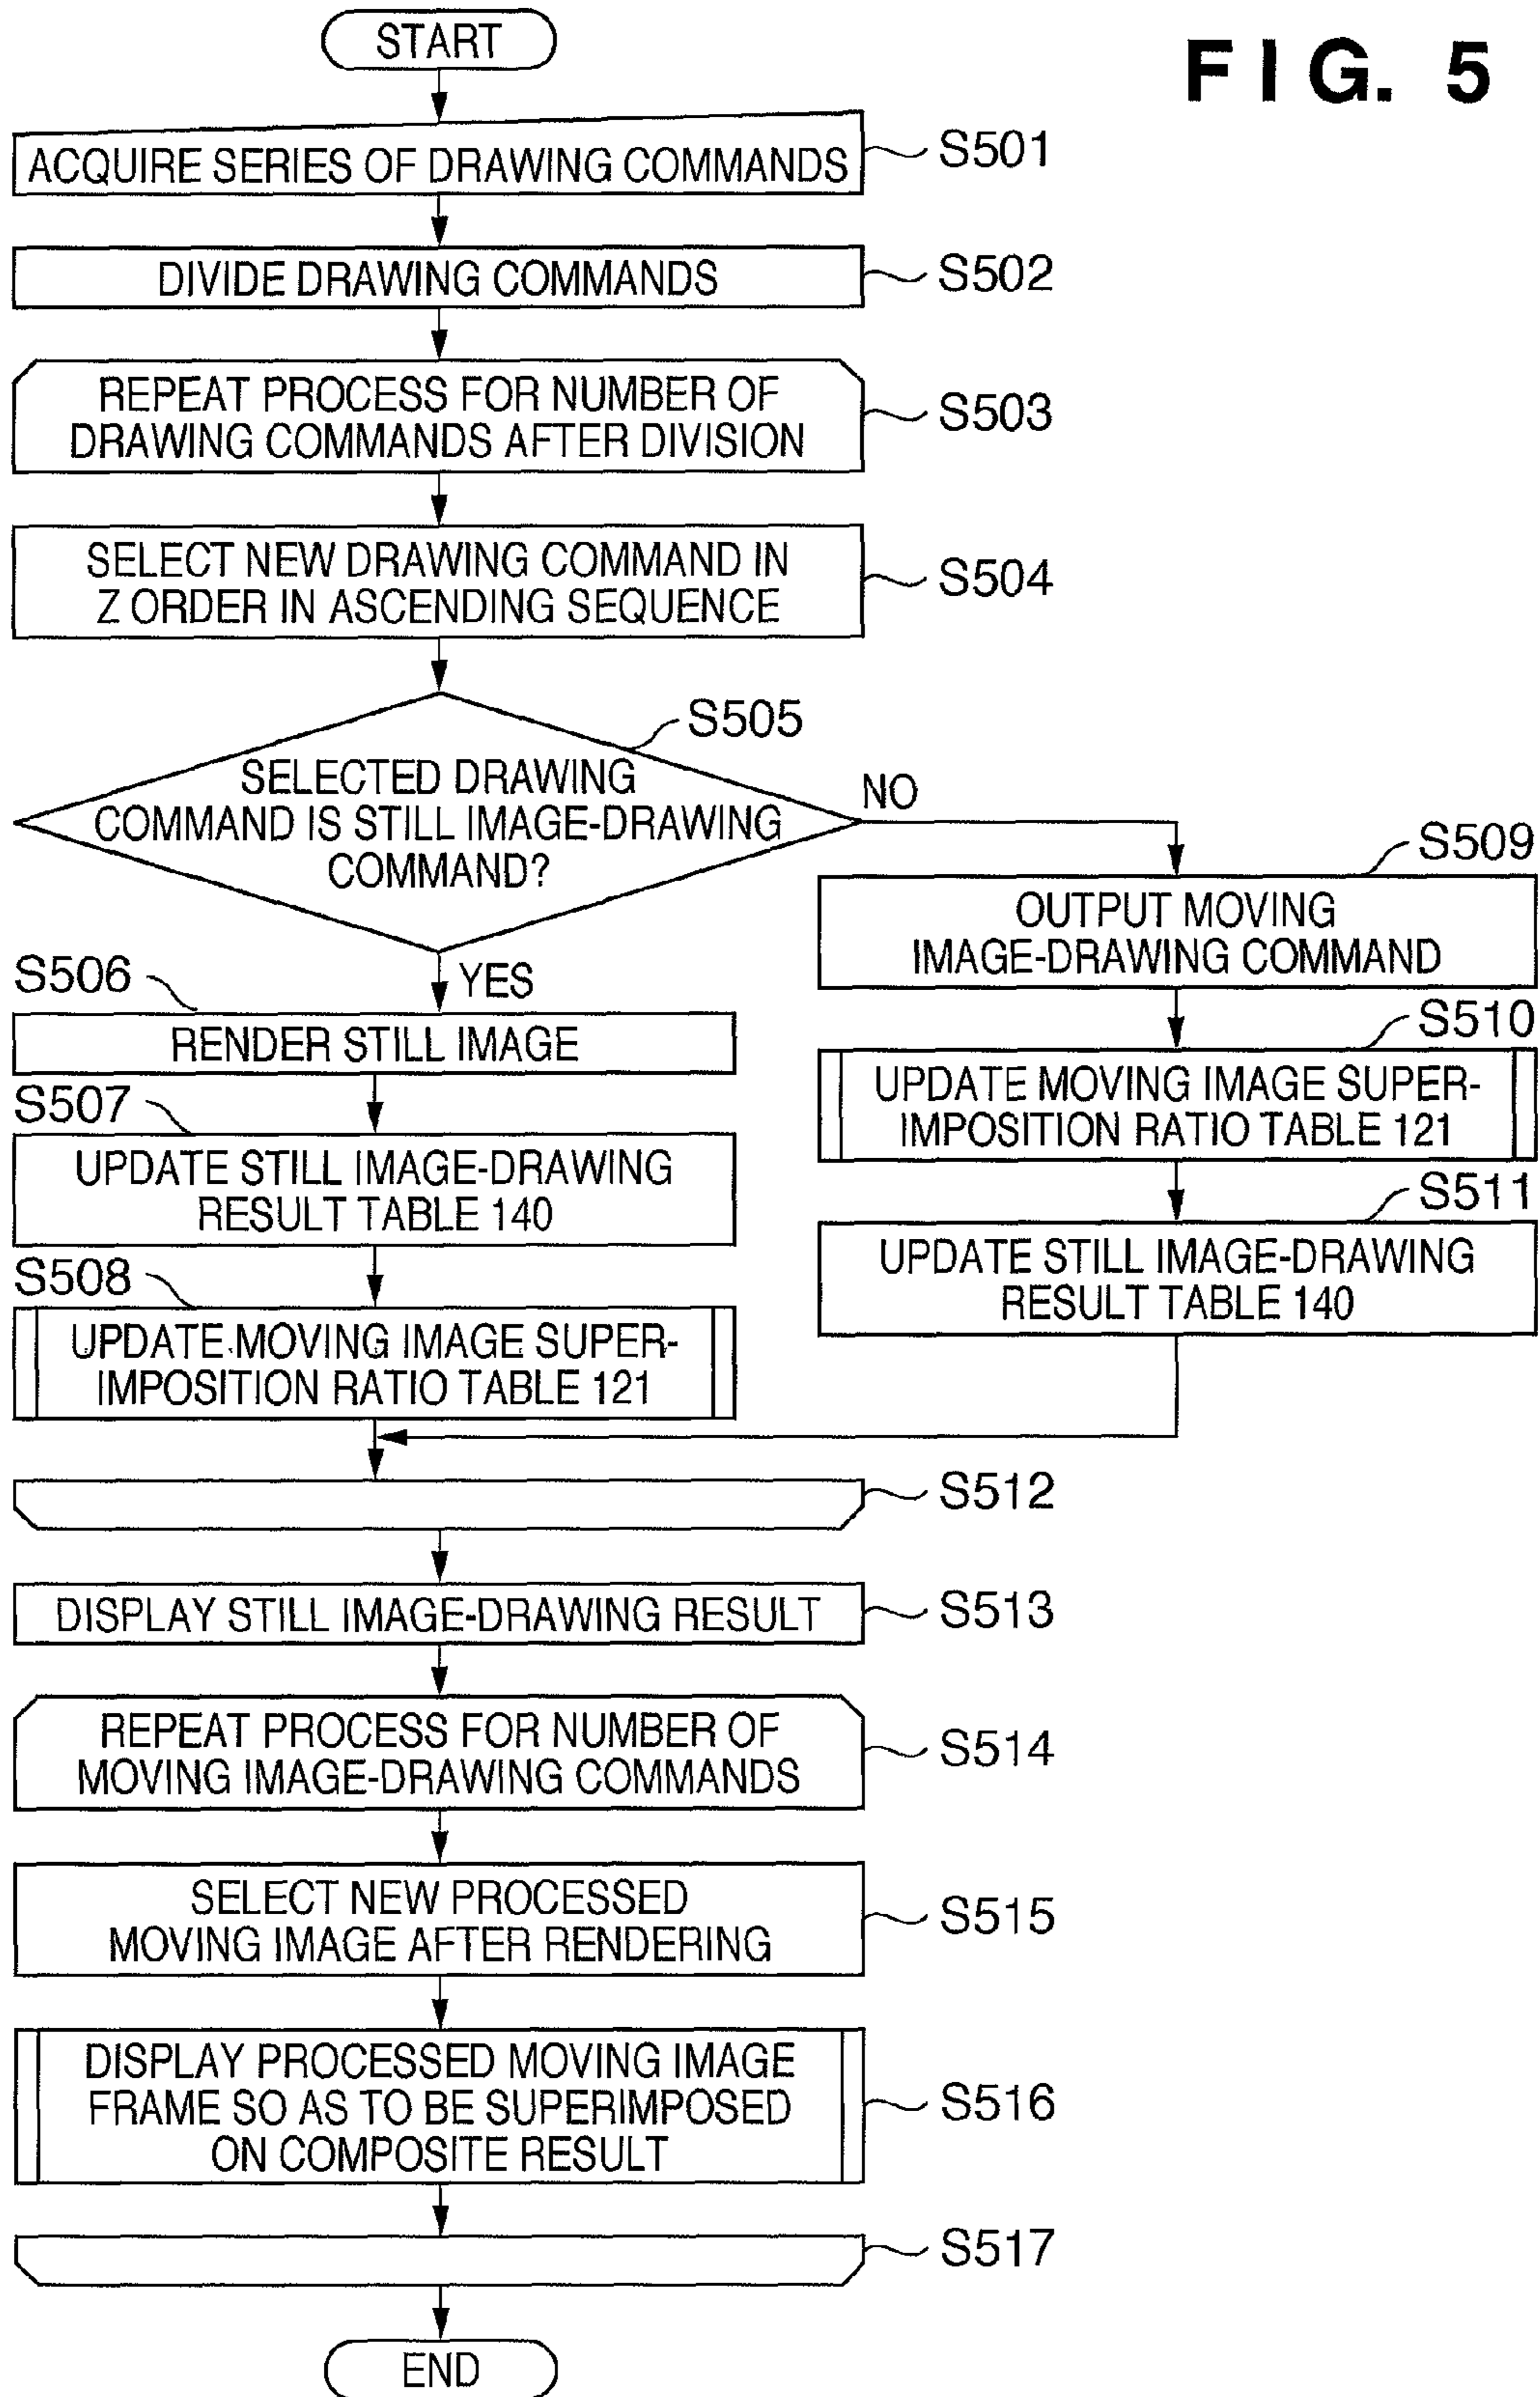 FIG. 5
START
ACQUIRE SERIES OF DRAWING COMMANDS
S501
DIVIDE DRAWING COMMANDS
S502
REPEAT PROCESS FOR NUMBER OF
DRAWING COMMANDS AFTER DIVISION
S503
SELECT NEW DRAWING COMMAND IN
Z ORDER IN ASCENDING SEQUENCE
S504
S505
SELECTED DRAWING
COMMAND IS STILL IMAGE-DRAWING
COMMAND?
NO
YES
S506
RENDER STILL IMAGE
S507
UPDATE STILL IMAGE-DRAWING
RESULT TABLE 140
S508
UPDATE MOVING IMAGE SUPER-
IMPOSITION RATIO TABLE 121
S509
OUTPUT MOVING
IMAGE-DRAWING COMMAND
S510
UPDATE MOVING IMAGE SUPER-
IMPOSITION RATIO TABLE 121
S511
UPDATE STILL IMAGE-DRAWING
RESULT TABLE 140
S512
DISPLAY STILL IMAGE-DRAWING RESULT
S513
REPEAT PROCESS FOR NUMBER OF
MOVING IMAGE-DRAWING COMMANDS
S514
SELECT NEW PROCESSED
MOVING IMAGE AFTER RENDERING
S515
DISPLAY PROCESSED MOVING IMAGE
FRAME SO AS TO BE SUPERIMPOSED
ON COMPOSITE RESULT
S516
S517
END